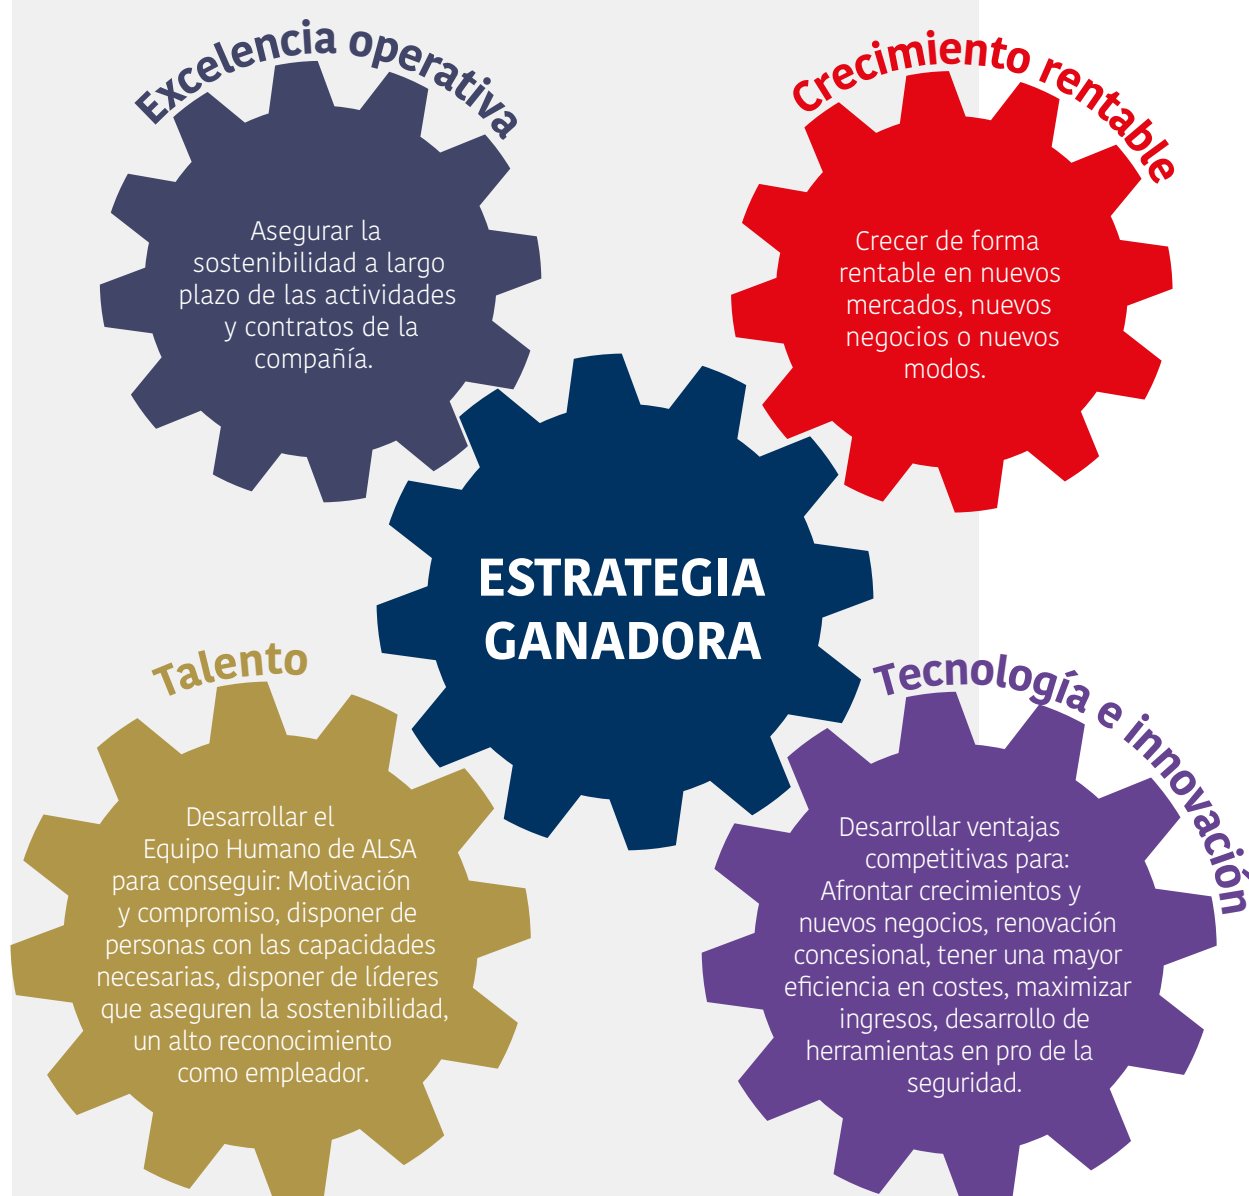 Excelencia operativa
Asegurar la
sostenibilidad a largo
plazo de las actividades
y contratos de la
compañía.
Crecimiento rentable
Crecer de forma
rentable en nuevos
mercados, nuevos
negocios o nuevos
modos.
ESTRATEGIA
GANADORA
Talento
Desarrollar el
Equipo Humano de ALSA
para conseguir: Motivación
y compromiso, disponer de
personas con las capacidades
necesarias, disponer de líderes
que aseguren la sostenibilidad,
un alto reconocimiento
como empleador.
Tecnología e innovación
Desarrollar ventajas
competitivas para:
Afrontar crecimientos y
nuevos negocios, renovación
concesional, tener una mayor
eficiencia en costes, maximizar
ingresos, desarrollo de
herramientas en pro de la
seguridad.